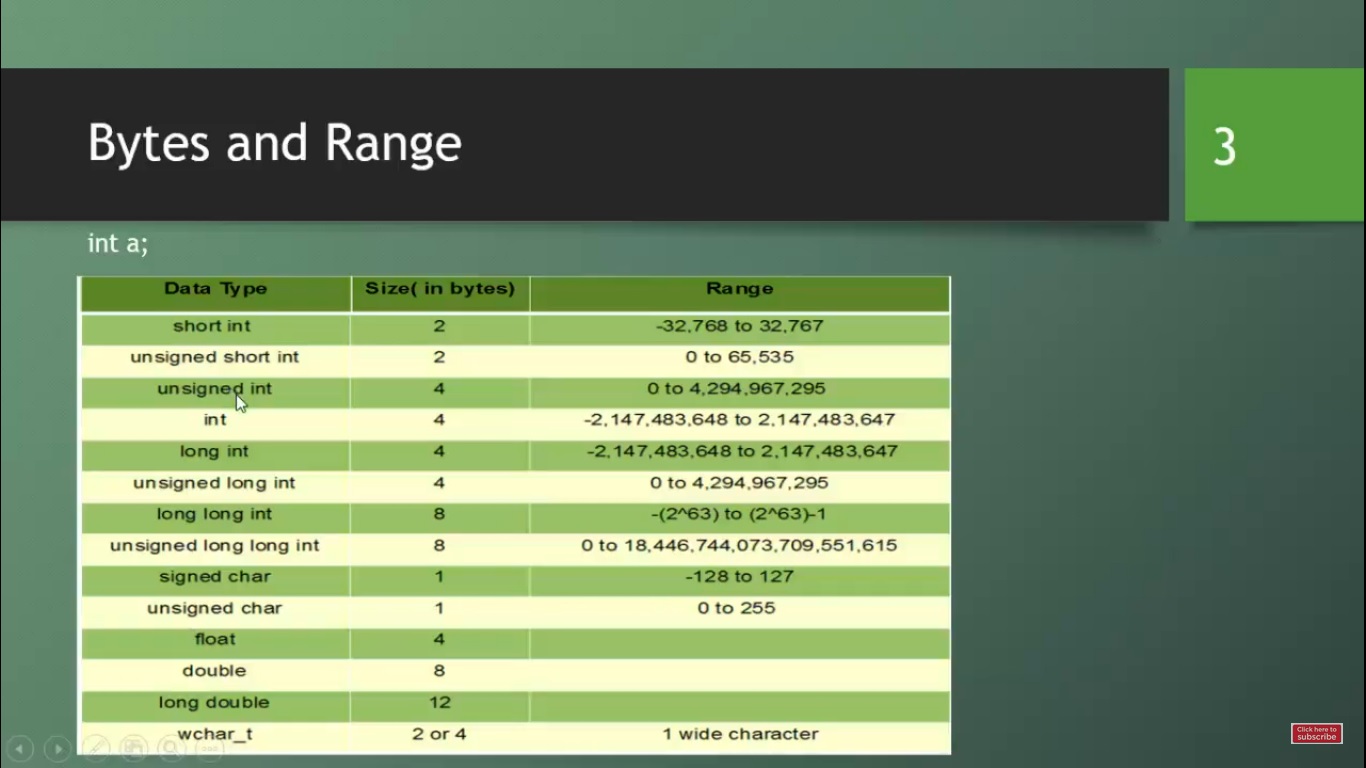 Bytes and Range
3
int a;
Data Type Size( in bytes) Range
short int 2 -32,768 to 32,767
unsigned short int 2 0 to 65,535
unsigned int 4 0 to 4,294,967,295
int 4 -2,147,483,648 to 2,147,483,647
long int 4 -2,147,483,648 to 2,147,483,647
unsigned long int 4 0 to 4,294,967,295
long long int 8 -(2^63) to (2^63)-1
unsigned long long int 8 0 to 18,446,744,073,709,551,615
signed char 1 -128 to 127
unsigned char 1 0 to 255
float 4
double 8
long double 12
wchar_t 2 or 4 1 wide character
Click here to
subscribe